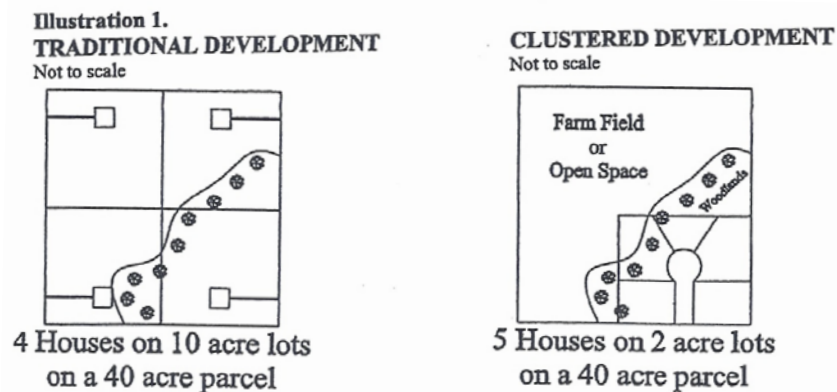 Illustration 1.
TRADITIONAL DEVELOPMENT
Not to scale
4 Houses on 10 acre lots
on a 40 acre parcel
CLUSTERED DEVELOPMENT
Not to scale
Farm Field
or
Open Space
Woodlands
5 Houses on 2 acre lots
on a 40 acre parcel